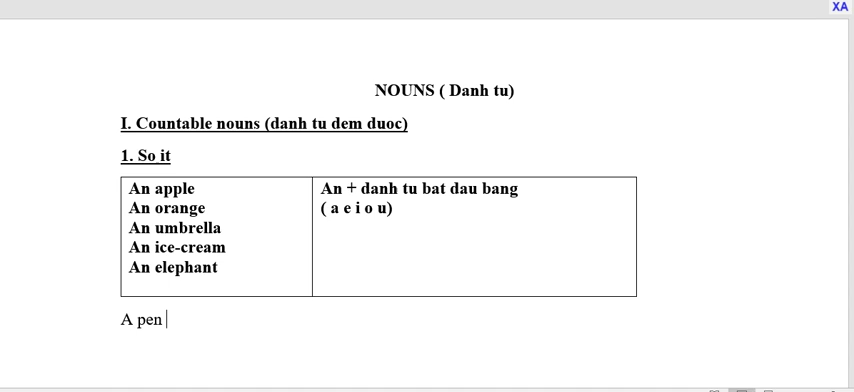 XA
NOUNS ( Danh tu)
I. Countable nouns (danh tu dem duoc)
1. So it
An apple
An orange
An umbrella
An ice-cream
An elephant
An + danh tu bat dau bang
( a e i o u)
A pen